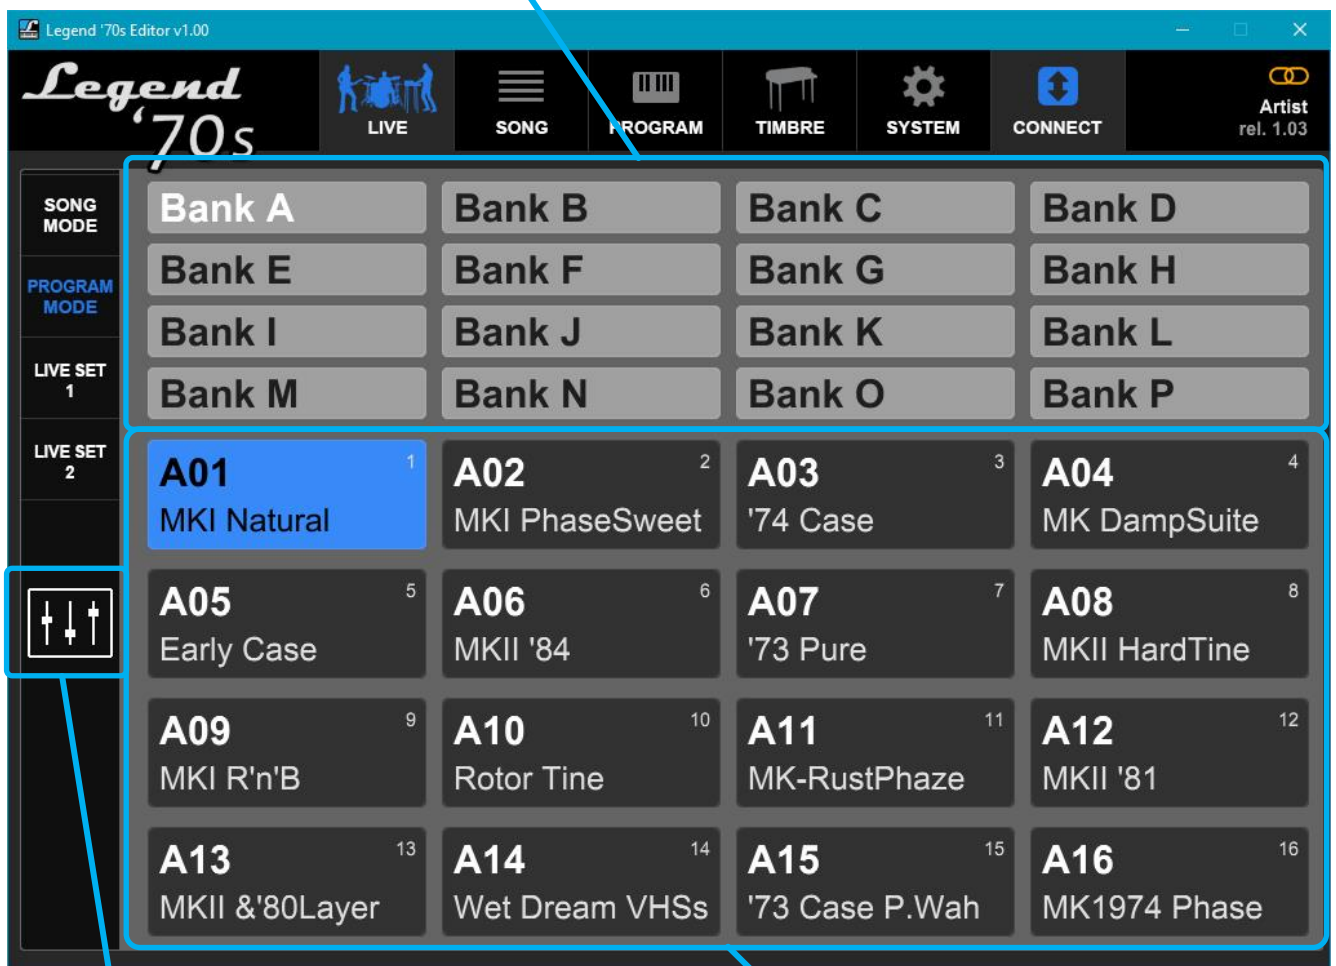 Legend '70s Editor v1.00
Legend
'70s
LIVE
SONG
PROGRAM
TIMBRE
SYSTEM
CONNECT
Artist
rel. 1.03
SONG
MODE
PROGRAM
MODE
LIVE SET
1
LIVE SET
2
Bank A
Bank B
Bank C
Bank D
Bank E
Bank F
Bank G
Bank H
Bank I
Bank J
Bank K
Bank L
Bank M
Bank N
Bank O
Bank P
A01 1
MKI Natural
A02 2
MKI PhaseSweet
A03 3
'74 Case
A04 4
MK DampSuite
A05 5
Early Case
A06 6
MKII '84
A07 7
'73 Pure
A08 8
MKII HardTine
A09 9
MKI R'n'B
A10 10
Rotor Tine
A11 11
MK-RustPhaze
A12 12
MKII '81
A13 13
MKII &'80Layer
A14 14
Wet Dream VHSs
A15 15
'73 Case P.Wah
A16 16
MK1974 Phase